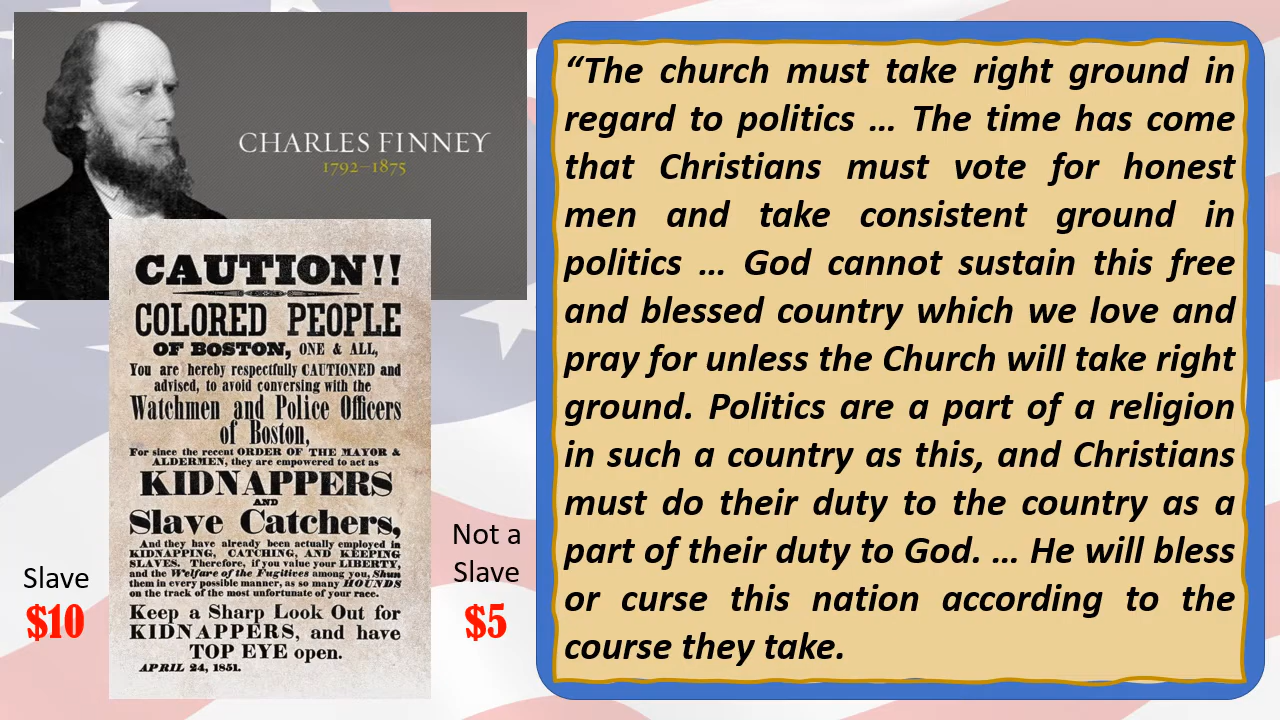 CHARLES FINNEY
1792–1875
CAUTION!!
COLORED PEOPLE
OF BOSTON, ONE & ALL,
You are hereby respectfully CAUTIONED and
advised, to avoid conversing with the
Watchmen and Police Officers
of Boston,
For since the recent ORDER OF THE MAYOR &
ALDERMEN, they are empowered to act as
KIDNAPPERS
AND
Slave Catchers,
And they have already been actually employed in
KIDNAPPING, CATCHING, AND KEEPING
SLAVES. Therefore, if you value your LIBERTY,
and the Welfare of the Fugitives among you, Shun
them in every possible manner, as so many HOUNDS
on the track of the most unfortunate of your race.
Keep a Sharp Look Out for
KIDNAPPERS, and have
TOP EYE open.
APRIL 24, 1851.
Slave
$10
Not a
Slave
$5
“The church must take right ground in
regard to politics … The time has come
that Christians must vote for honest
men and take consistent ground in
politics … God cannot sustain this free
and blessed country which we love and
pray for unless the Church will take right
ground. Politics are a part of a religion
in such a country as this, and Christians
must do their duty to the country as a
part of their duty to God. … He will bless
or curse this nation according to the
course they take.